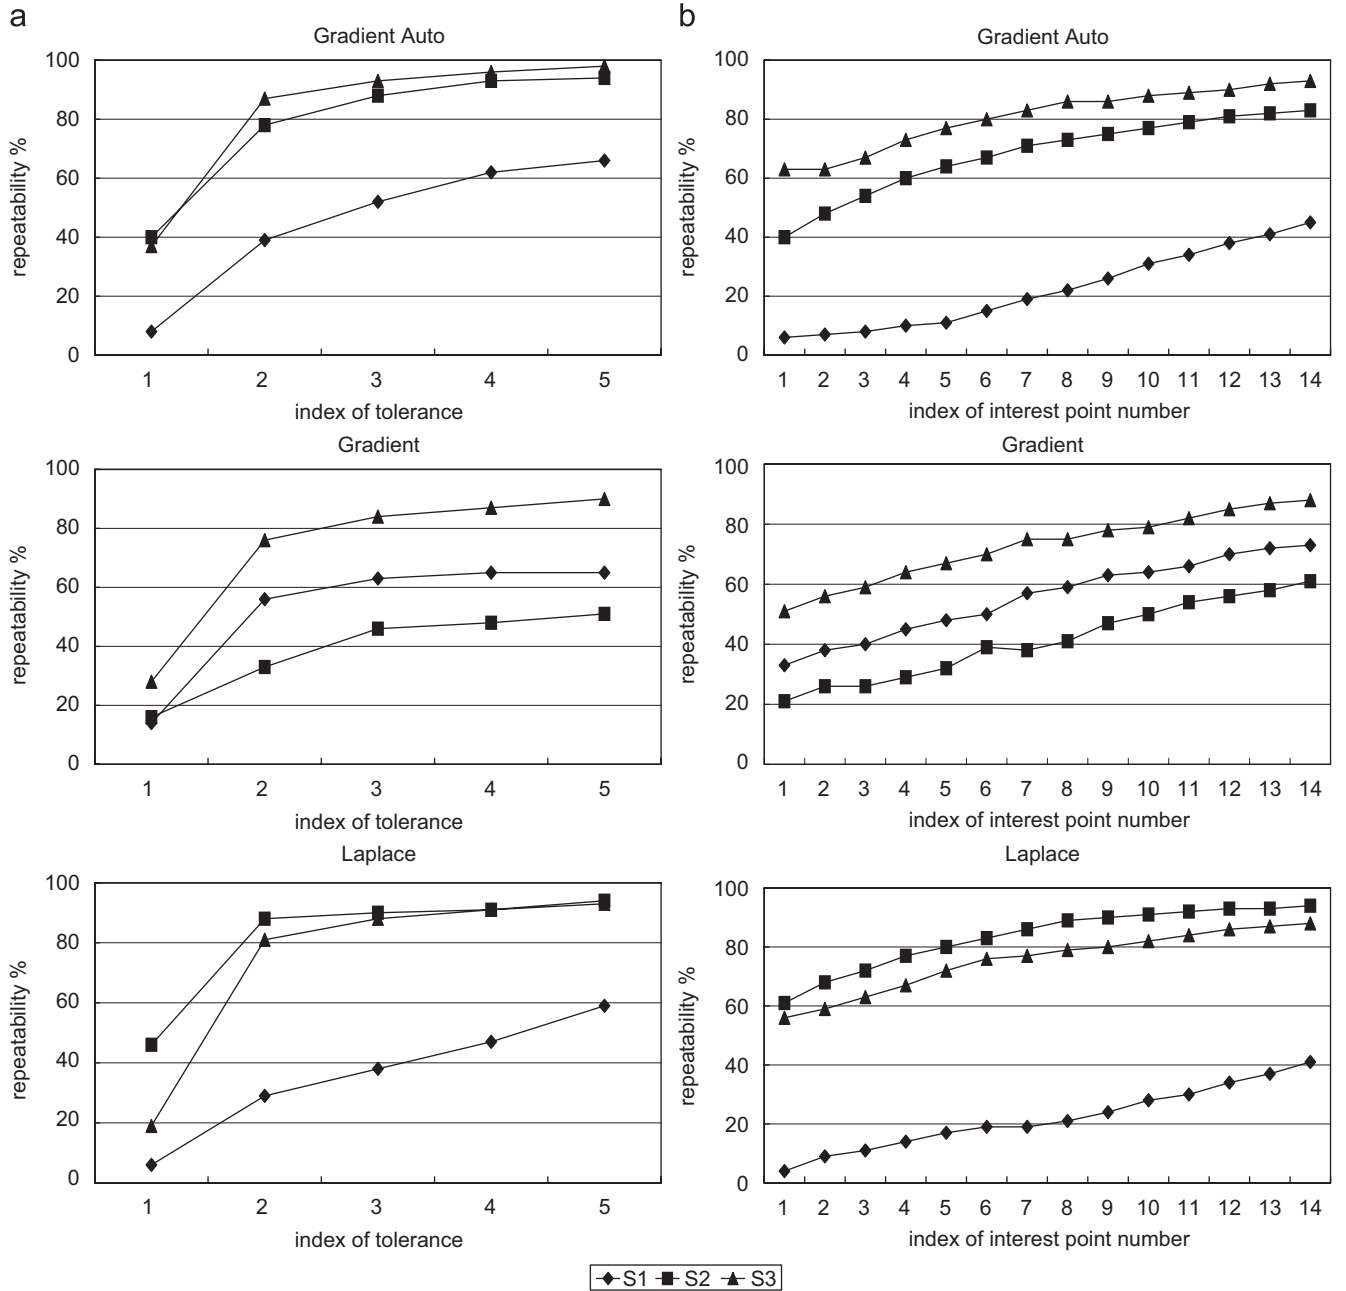 a
Gradient Auto
100
80
60
40
20
0
repeatability %
1 2 3 4 5
index of tolerance
Gradient
100
80
60
40
20
0
repeatability %
1 2 3 4 5
index of tolerance
Laplace
100
80
60
40
20
0
repeatability %
1 2 3 4 5
index of tolerance
b
Gradient Auto
100
80
60
40
20
0
repeatability %
1 2 3 4 5 6 7 8 9 10 11 12 13 14
index of interest point number
Gradient
100
80
60
40
20
0
repeatability %
1 2 3 4 5 6 7 8 9 10 11 12 13 14
index of interest point number
Laplace
100
80
60
40
20
0
repeatability %
1 2 3 4 5 6 7 8 9 10 11 12 13 14
index of interest point number
S1 S2 S3